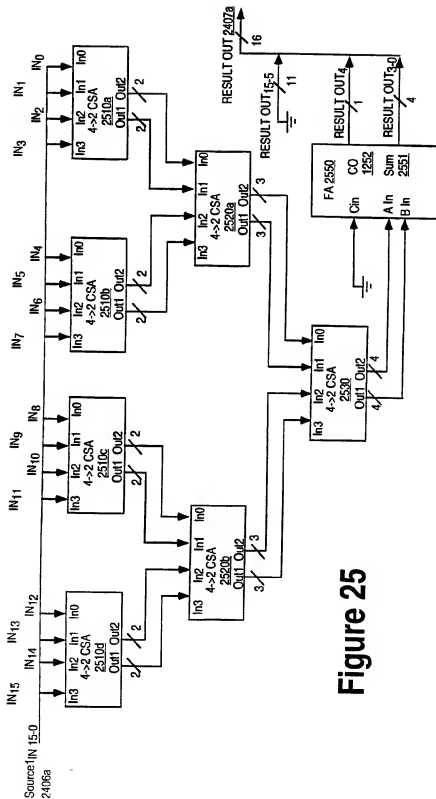 Source1IN 15-0
2406a
IN15
IN14
IN13
IN12
IN11
IN10
IN9
IN8
IN7
IN6
IN5
IN4
IN3
IN2
IN1
IN0
In3 In2 In1 In0
4->2 CSA
2510d
Out1 Out2
2 2
In3 In2 In1 In0
4->2 CSA
2510c
Out1 Out2
2 2
In3 In2 In1 In0
4->2 CSA
2510b
Out1 Out2
2 2
In3 In2 In1 In0
4->2 CSA
2510a
Out1 Out2
2 2
In3 In2 In1 In0
4->2 CSA
2520b
Out1 Out2
3 3
In3 In2 In1 In0
4->2 CSA
2520a
Out1 Out2
3 3
In3 In2 In1 In0
4->2 CSA
2530
Out1 Out2
4 4
FA 2550
Cin
A In
B In
CO
1252
Sum
2551
RESULT OUT 2407a
16
RESULT OUT15-5
11
RESULT OUT4
1
RESULT OUT3-0
4
Figure 25